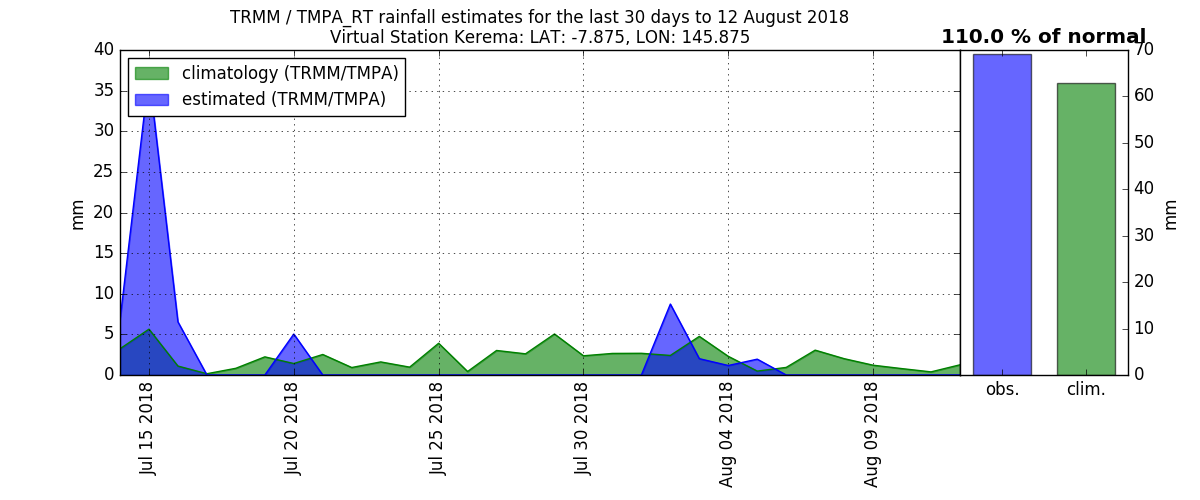 TRMM / TMPA_RT rainfall estimates for the last 30 days to 12 August 2018
Virtual Station Kerema: LAT: -7.875, LON: 145.875
110.0 % of normal
climatology (TRMM/TMPA)
estimated (TRMM/TMPA)
40
35
30
25
20
15
10
5
0
mm
Jul 15 2018
Jul 20 2018
Jul 25 2018
Jul 30 2018
Aug 04 2018
Aug 09 2018
70
60
50
40
30
20
10
0
mm
obs.
clim.